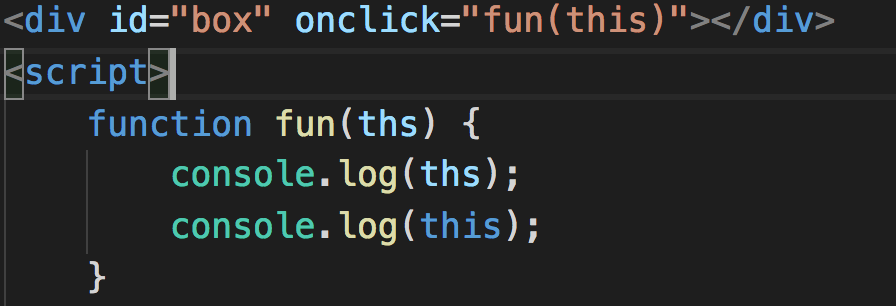 <div id="box" onclick="fun(this)"></div>
<script>
    function fun(ths) {
        console.log(ths);
        console.log(this);
    }